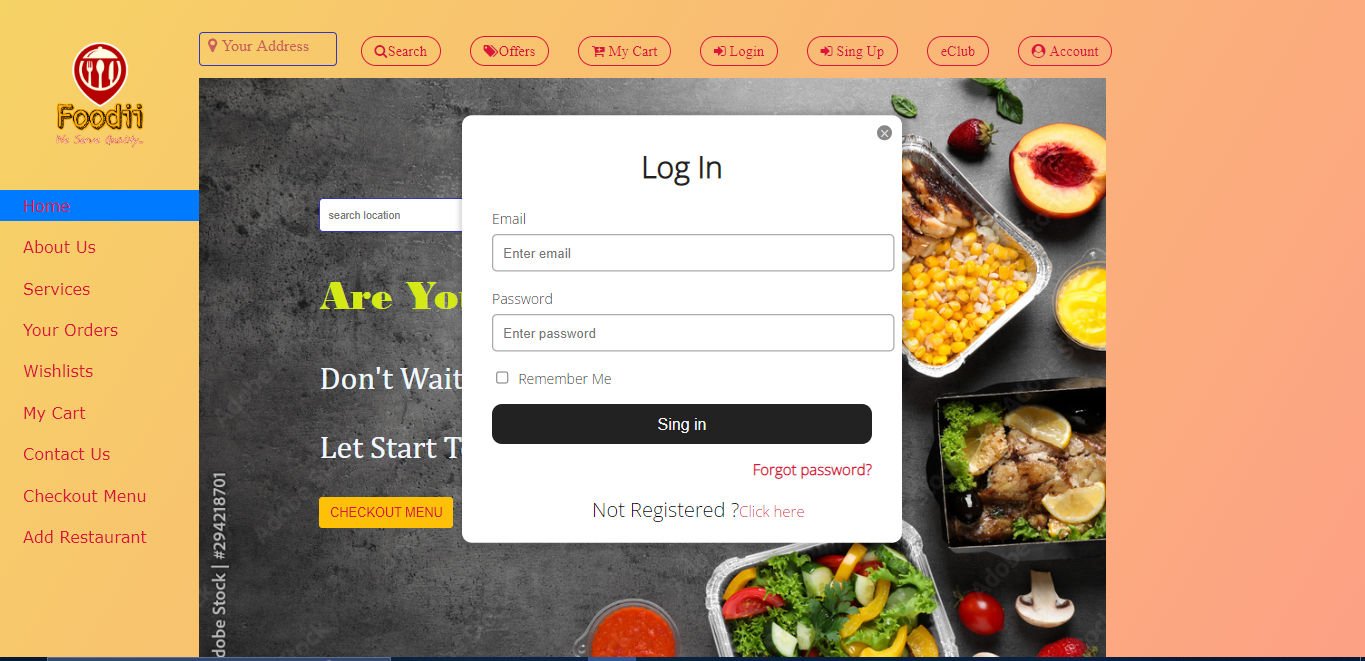 Your Address
Search
Offers
My Cart
Login
Sing Up
eClub
Account
Foodii
We Serve Quality..
Home
About Us
Services
Your Orders
Wishlists
My Cart
Contact Us
Checkout Menu
Add Restaurant
search location
Are You
Don't Wait
Let Start T
CHECKOUT MENU
Log In
Email
Enter email
Password
Enter password
Remember Me
Sing in
Forgot password?
Not Registered ?Click here
dobe Stock | #294218701